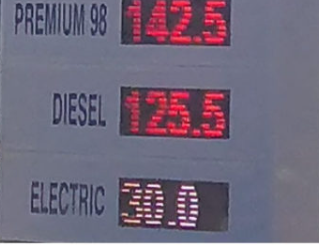 PREMIUM 98 142.5
DIESEL 125.5
ELECTRIC 30.0